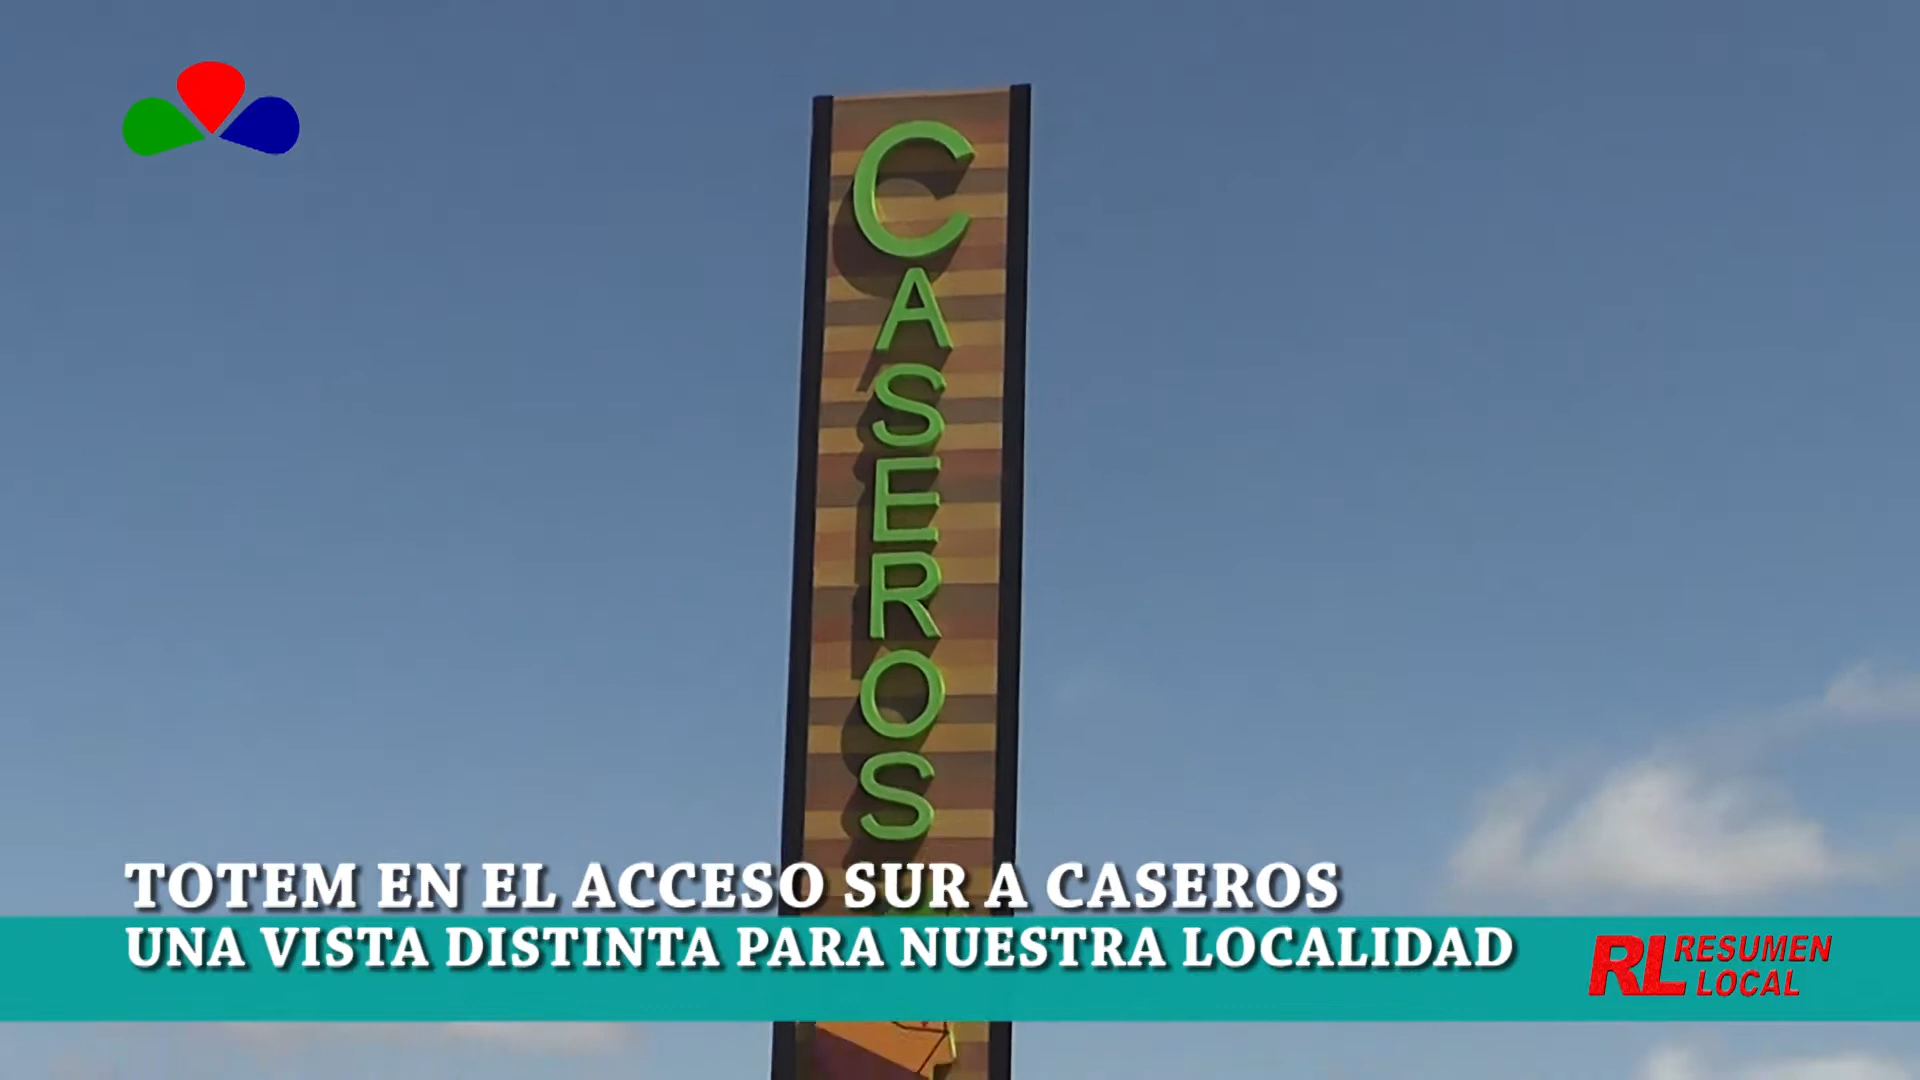 CASEROS
TOTEM EN EL ACCESO SUR A CASEROS
UNA VISTA DISTINTA PARA NUESTRA LOCALIDAD
RL RESUMEN
LOCAL